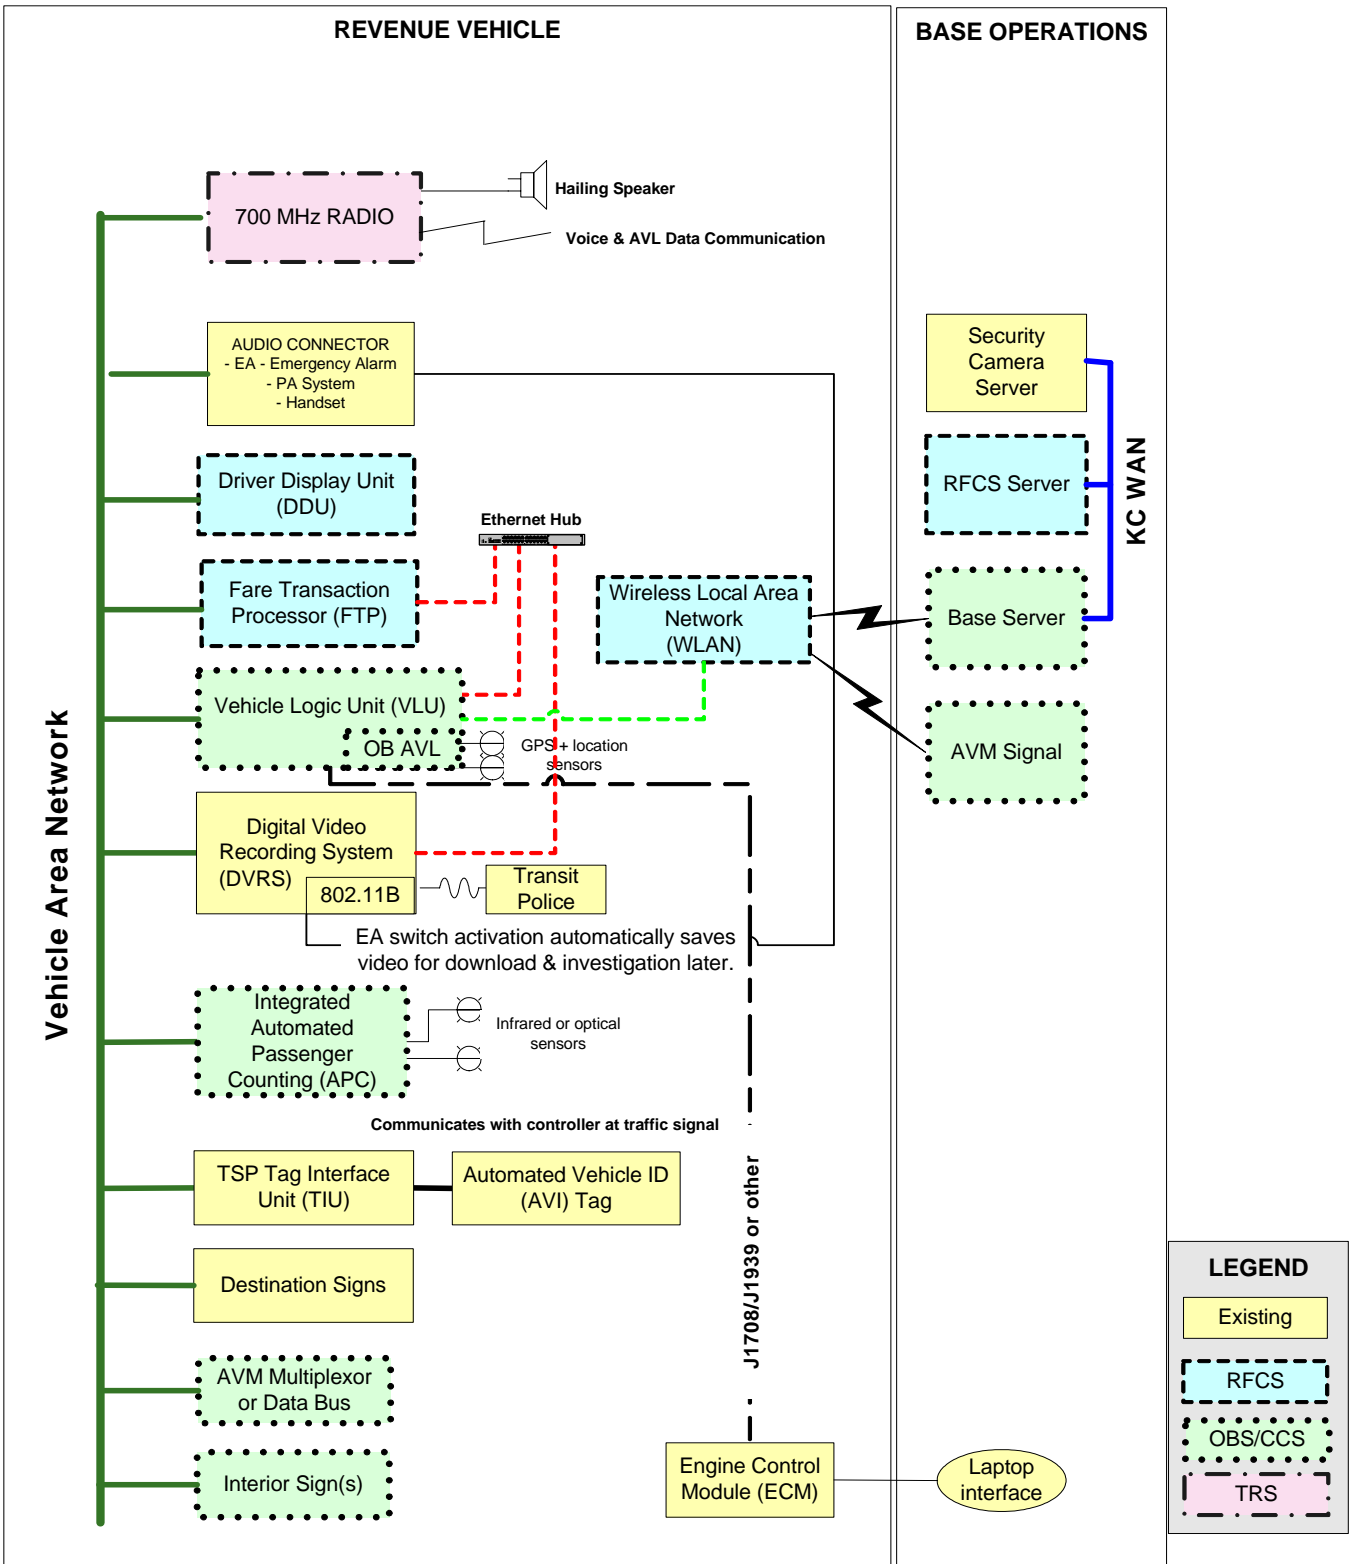 REVENUE VEHICLE
BASE OPERATIONS
700 MHz RADIO
Hailing Speaker
Voice & AVL Data Communication
AUDIO CONNECTOR
- EA - Emergency Alarm
- PA System
- Handset
Security
Camera
Server
Driver Display Unit
(DDU)
RFCS Server
KC WAN
Ethernet Hub
Fare Transaction
Processor (FTP)
Wireless Local Area
Network
(WLAN)
Base Server
Vehicle Logic Unit (VLU)
OB AVL
GPS + location
sensors
AVM Signal
Vehicle Area Network
Digital Video
Recording System
(DVRS)
802.11B
Transit
Police
EA switch activation automatically saves
video for download & investigation later.
Integrated
Automated
Passenger
Counting (APC)
Infrared or optical
sensors
Communicates with controller at traffic signal
TSP Tag Interface
Unit (TIU)
Automated Vehicle ID
(AVI) Tag
J1708/J1939 or other
Destination Signs
AVM Multiplexor
or Data Bus
Interior Sign(s)
Engine Control
Module (ECM)
Laptop
interface
LEGEND
Existing
RFCS
OBS/CCS
TRS